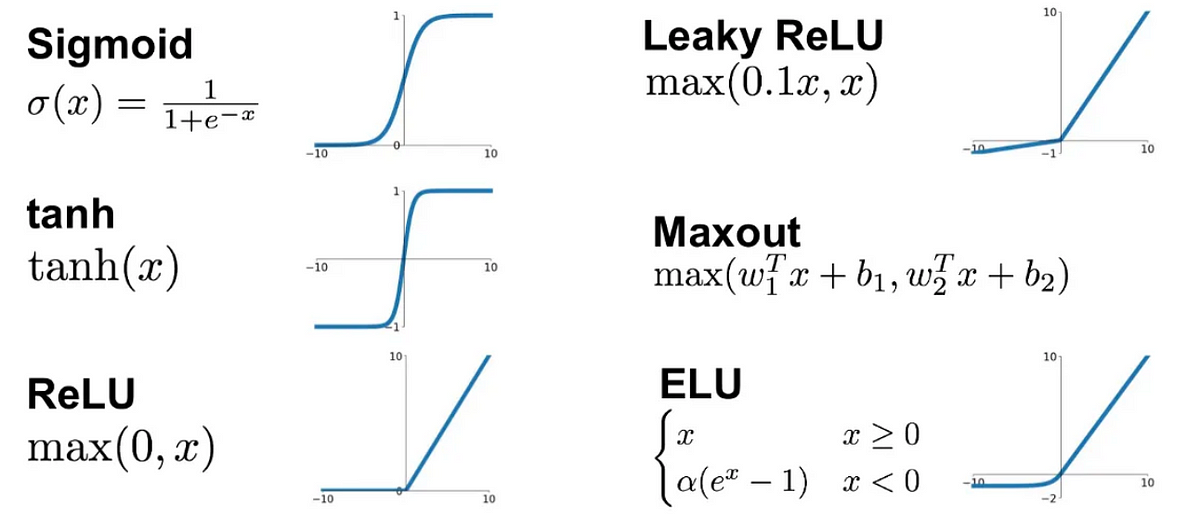 Sigmoid
σ(x) = 1/(1+e^{-x})
1
0
-10
10
tanh
tanh(x)
1
-10
10
-1
ReLU
max(0, x)
10
-10
0
10
Leaky ReLU
max(0.1x, x)
10
-10
-1
10
Maxout
max(w_1^T x + b_1, w_2^T x + b_2)
ELU
{ x x ≥ 0
α(e^x − 1) x < 0
10
-10
-2
10